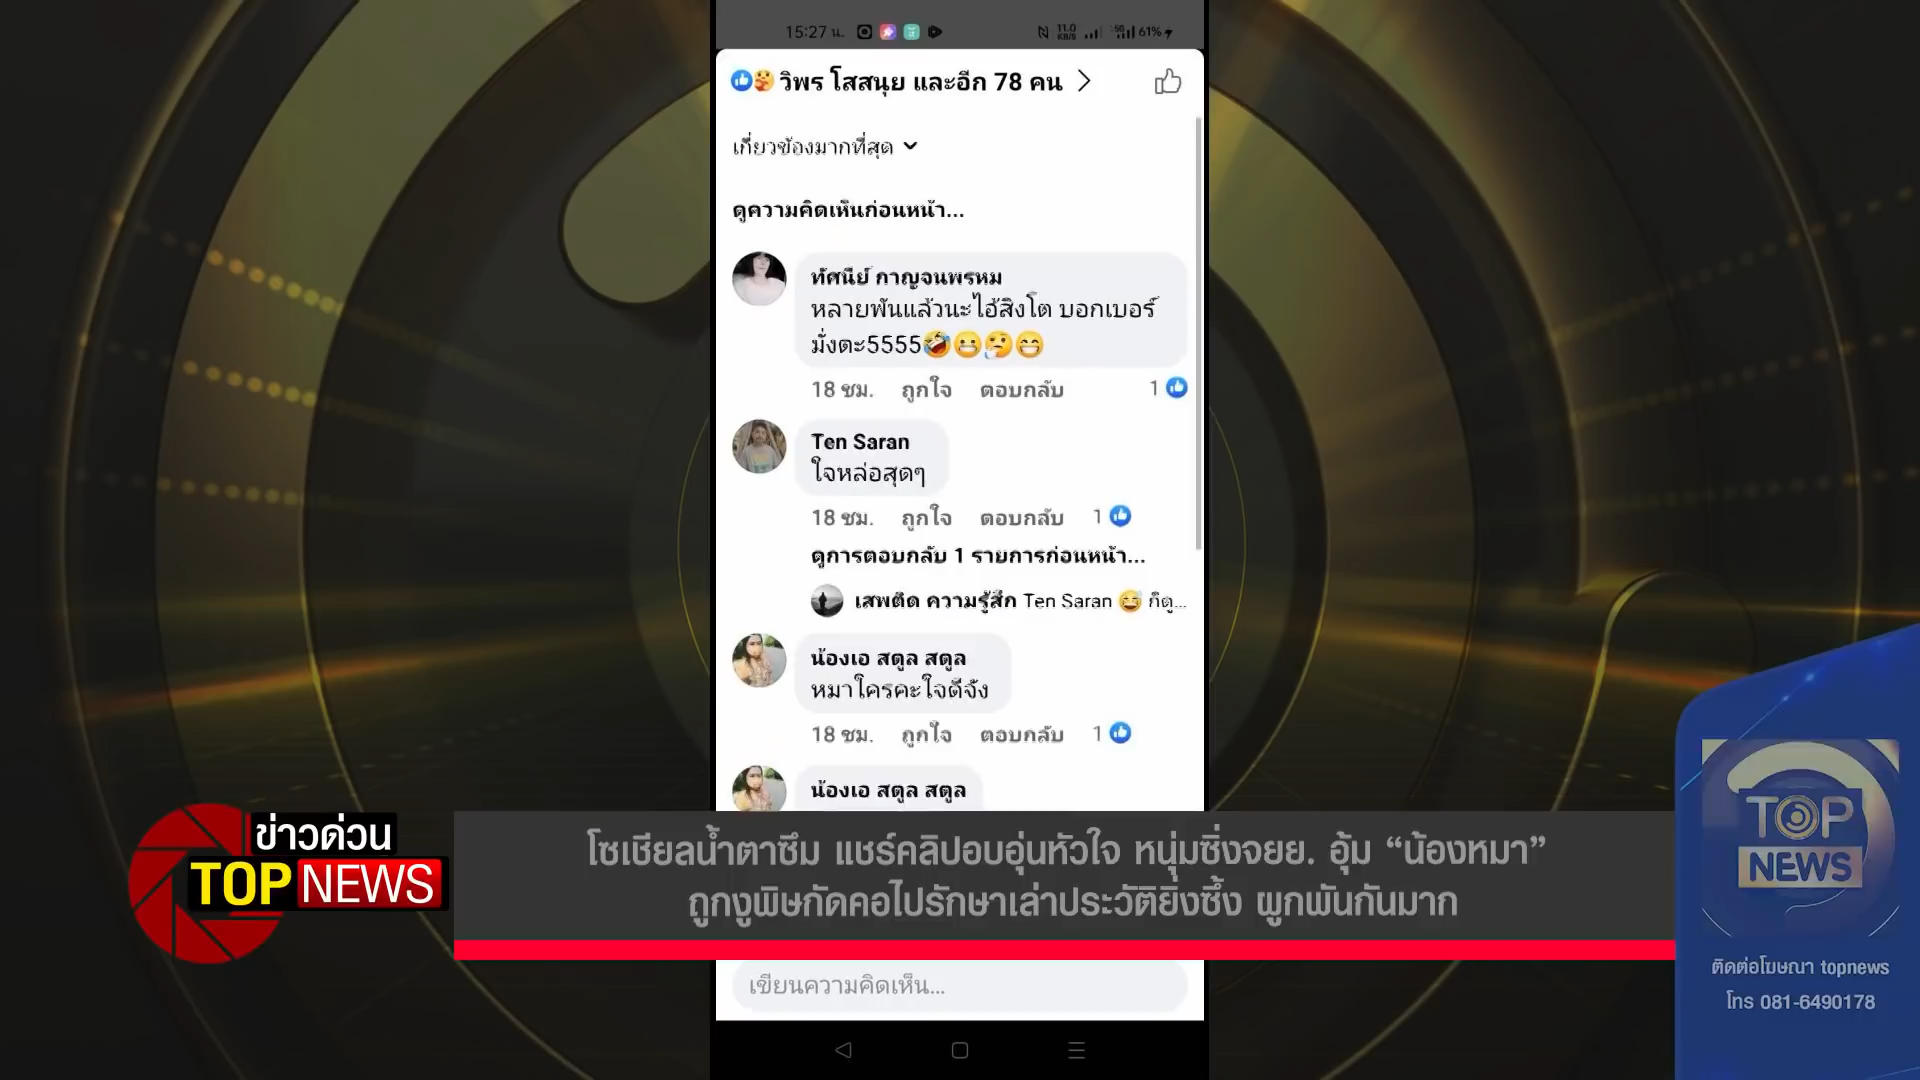 15:27 น.
11.0 KB/S
5G
61%
วิพร โสสนุย และอีก 78 คน
เกี่ยวข้องมากที่สุด
ดูความคิดเห็นก่อนหน้า...
ทัศนีย์ กาญจนพรหม
หลายพันแล้วนะไอ้สิงโต บอกเบอร์
มั่งตะ5555🤣😬🤔😁
18 ชม. ถูกใจ ตอบกลับ 1
Ten Saran
ใจหล่อสุดๆ
18 ชม. ถูกใจ ตอบกลับ 1
ดูการตอบกลับ 1 รายการก่อนหน้า...
เสพติด ความรู้สึก Ten Saran 😅 ก็ดู...
น้องเอ สตูล สตูล
หมาใครคะใจดีจัง
18 ชม. ถูกใจ ตอบกลับ 1
น้องเอ สตูล สตูล
ข่าวด่วน
TOP NEWS
โซเชียลน้ำตาซึม แชร์คลิปอบอุ่นหัวใจ หนุ่มซิ่งจยย. อุ้ม “น้องหมา”
ถูกงูพิษกัดคอไปรักษาเล่าประวัติยิ่งซึ้ง ผูกพันกันมาก
เขียนความคิดเห็น...
TOP
NEWS
ติดต่อโฆษณา topnews
โทร 081-6490178